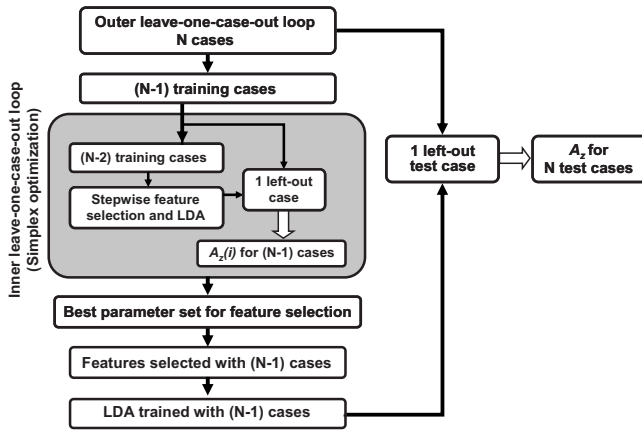 Outer leave-one-case-out loop
N cases
(N-1) training cases
Inner leave-one-case-out loop
(Simplex optimization)
(N-2) training cases
Stepwise feature
selection and LDA
1 left-out
case
Az(i) for (N-1) cases
1 left-out
test case
Az for
N test cases
Best parameter set for feature selection
Features selected with (N-1) cases
LDA trained with (N-1) cases